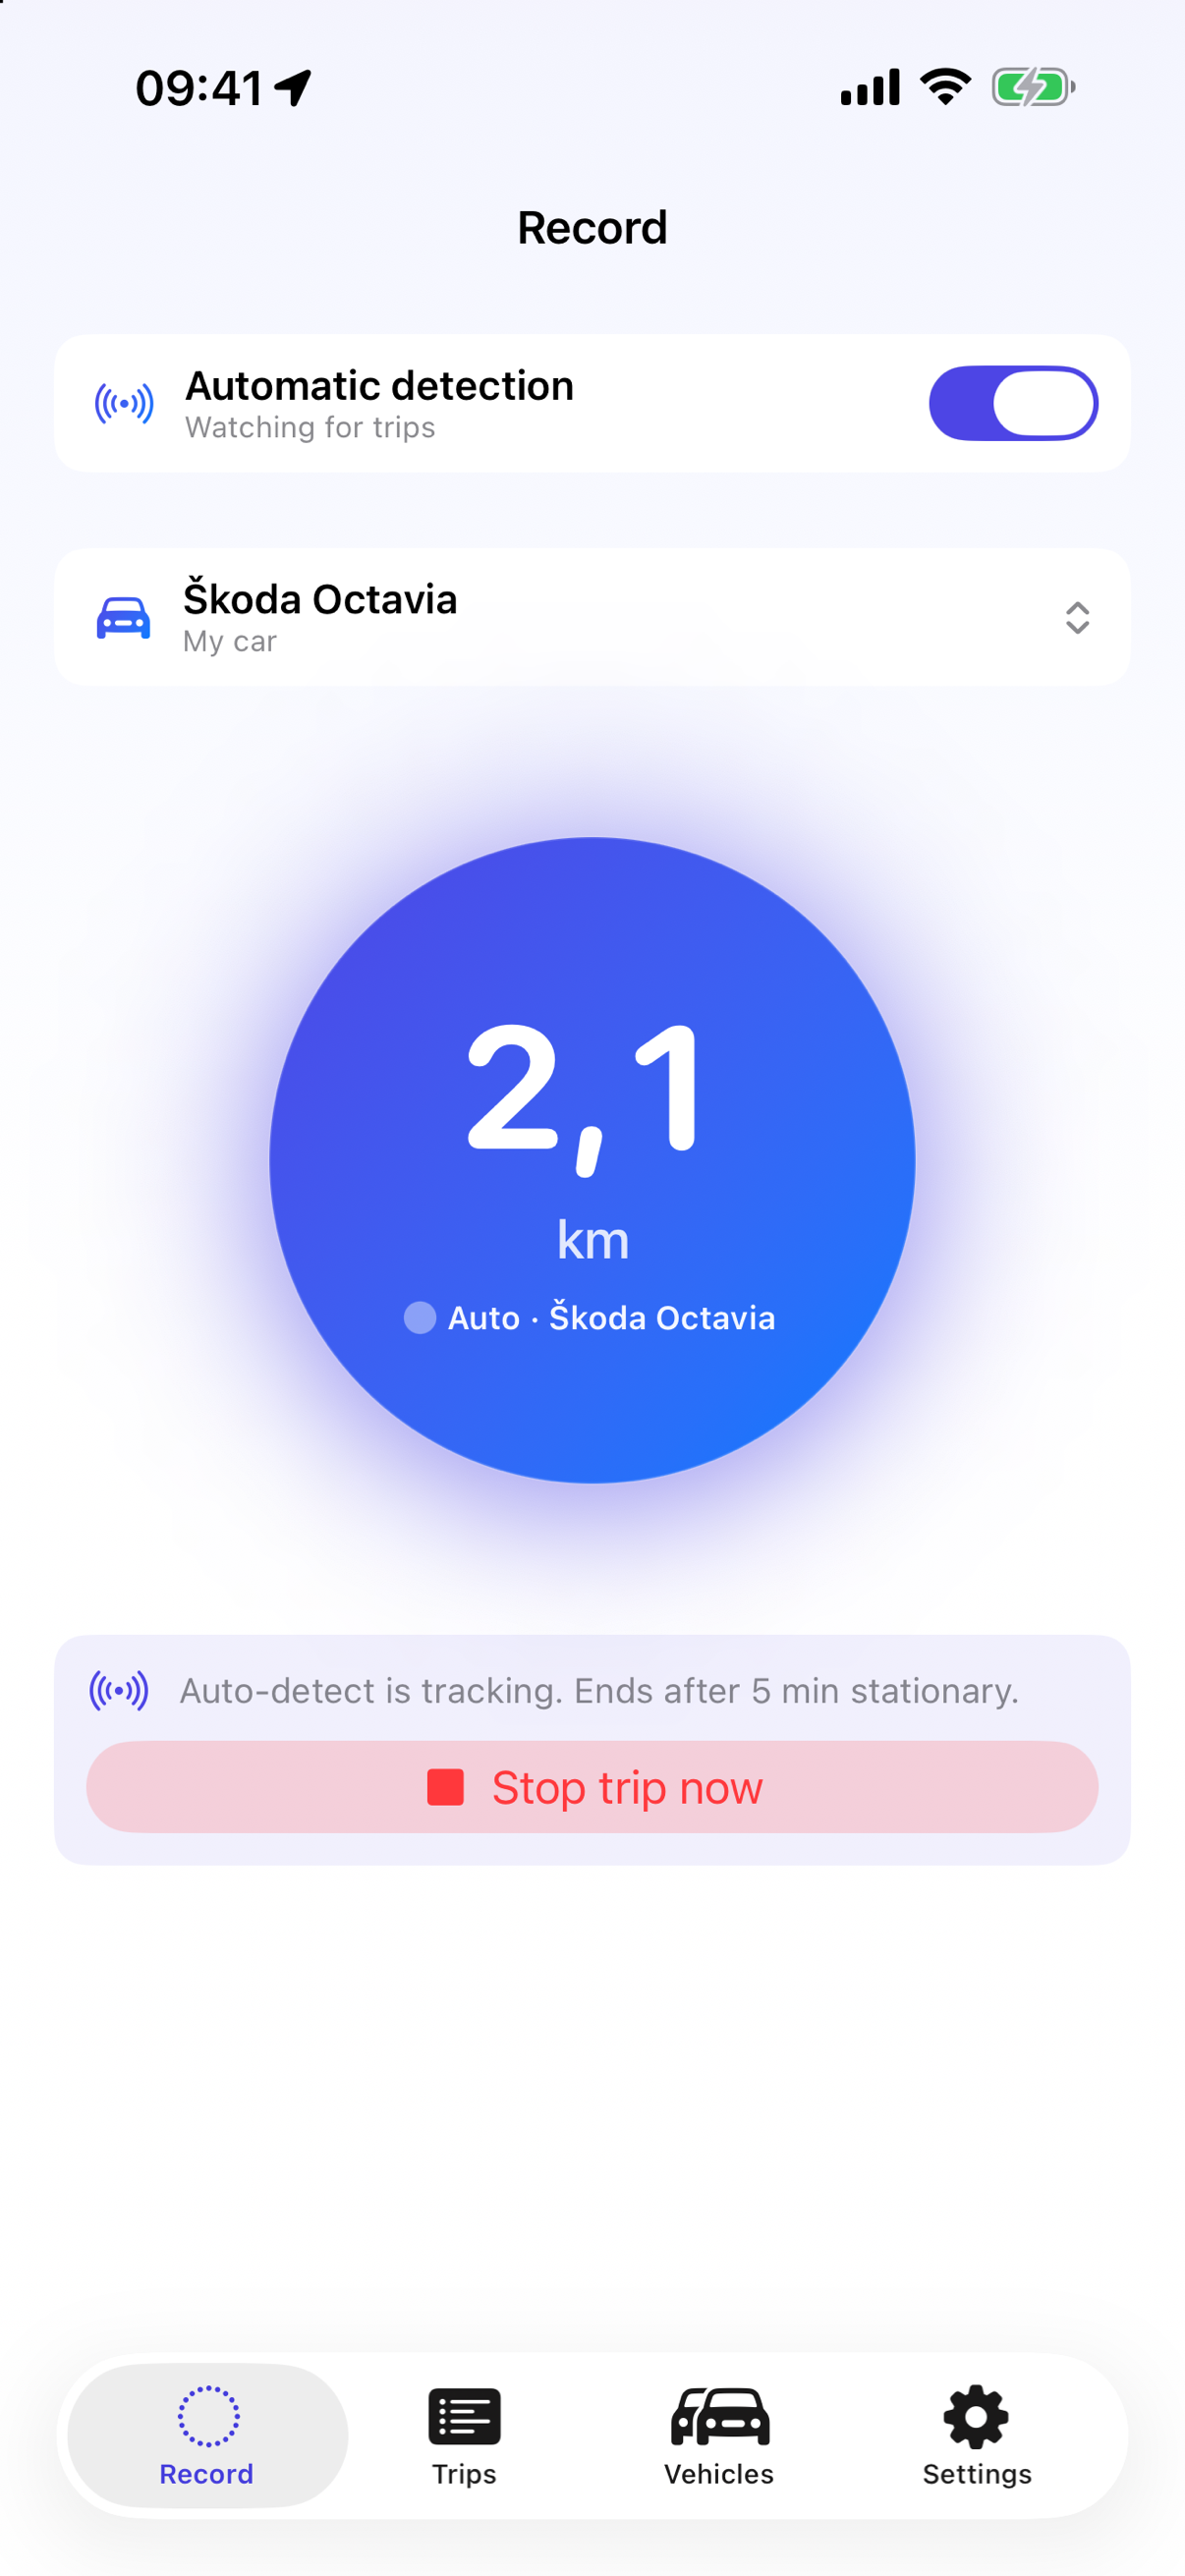 09:41
Record
Automatic detection
Watching for trips
Škoda Octavia
My car
2,1
km
Auto · Škoda Octavia
Auto-detect is tracking. Ends after 5 min stationary.
Stop trip now
Record
Trips
Vehicles
Settings